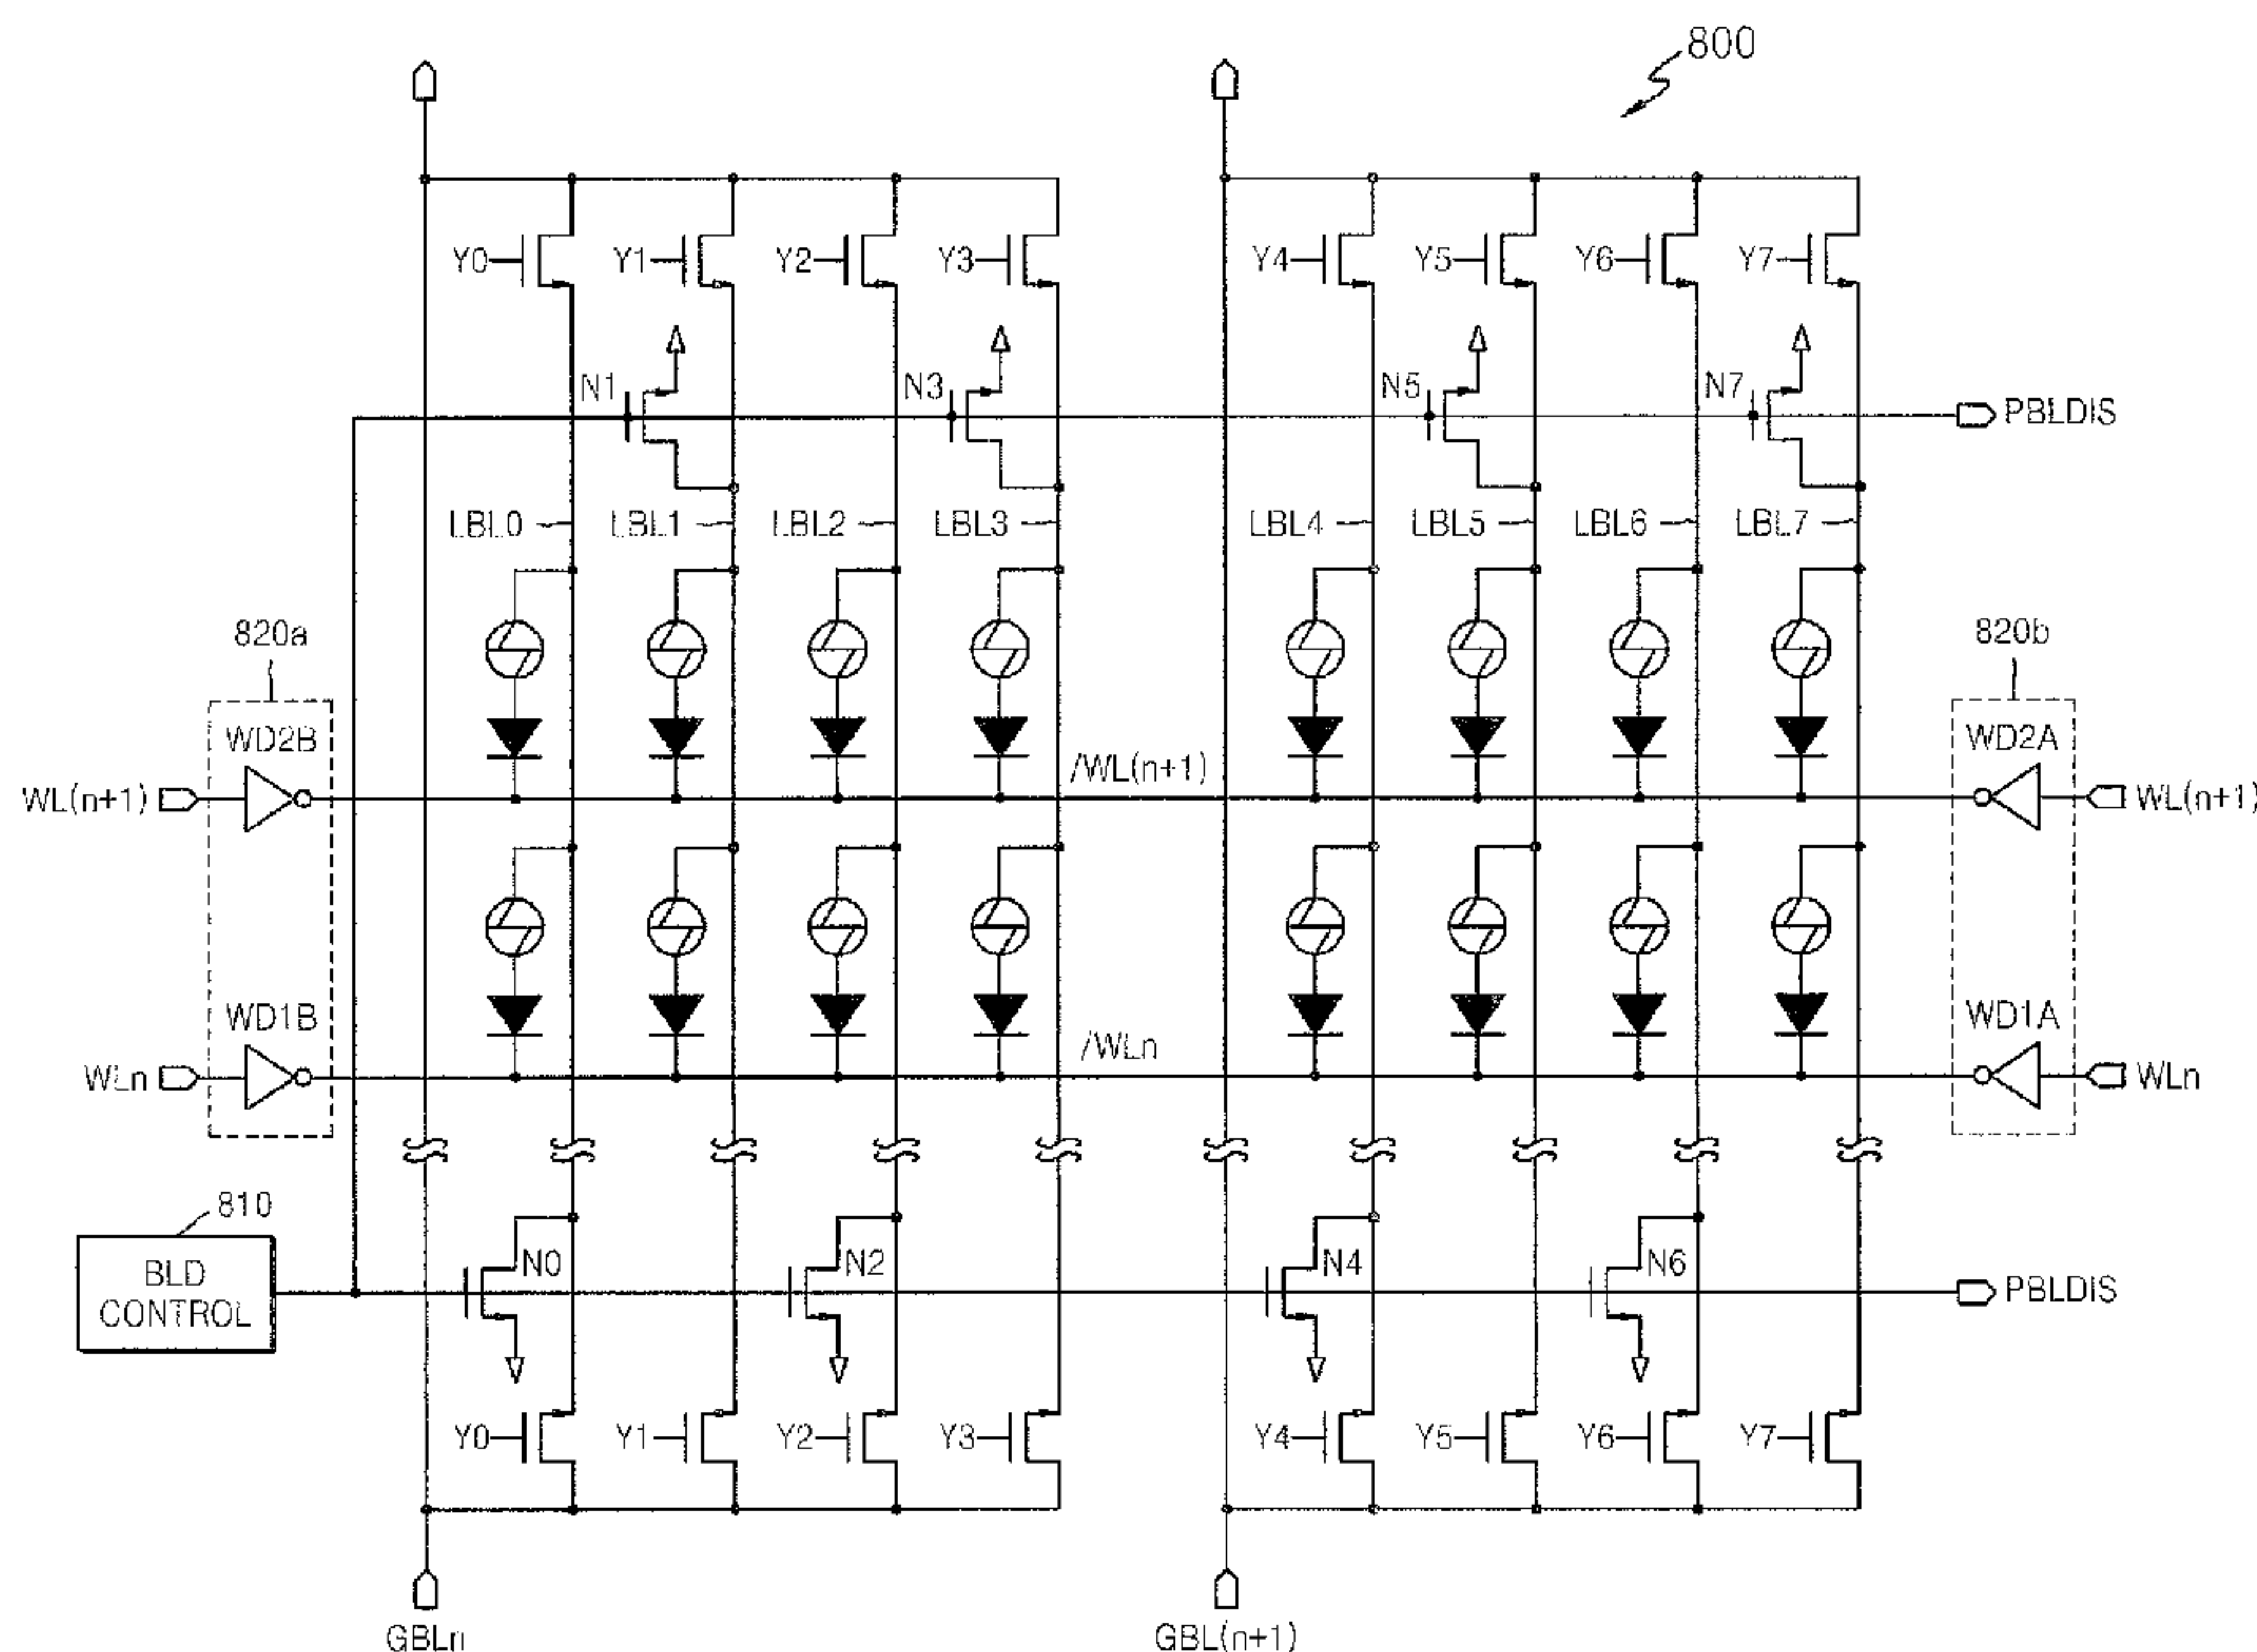 800
Y0 Y1 Y2 Y3 Y4 Y5 Y6 Y7
N1 N3 N5 N7
PBLDIS
LBL0 LBL1 LBL2 LBL3 LBL4 LBL5 LBL6 LBL7
820a 820b
WD2B /WL(n+1) WD2A
WL(n+1) WL(n+1)
WD1B /WLn WD1A
WLn WLn
810
BLD
CONTROL
N0 N2 N4 N6
PBLDIS
Y0 Y1 Y2 Y3 Y4 Y5 Y6 Y7
GBLn GBL(n+1)